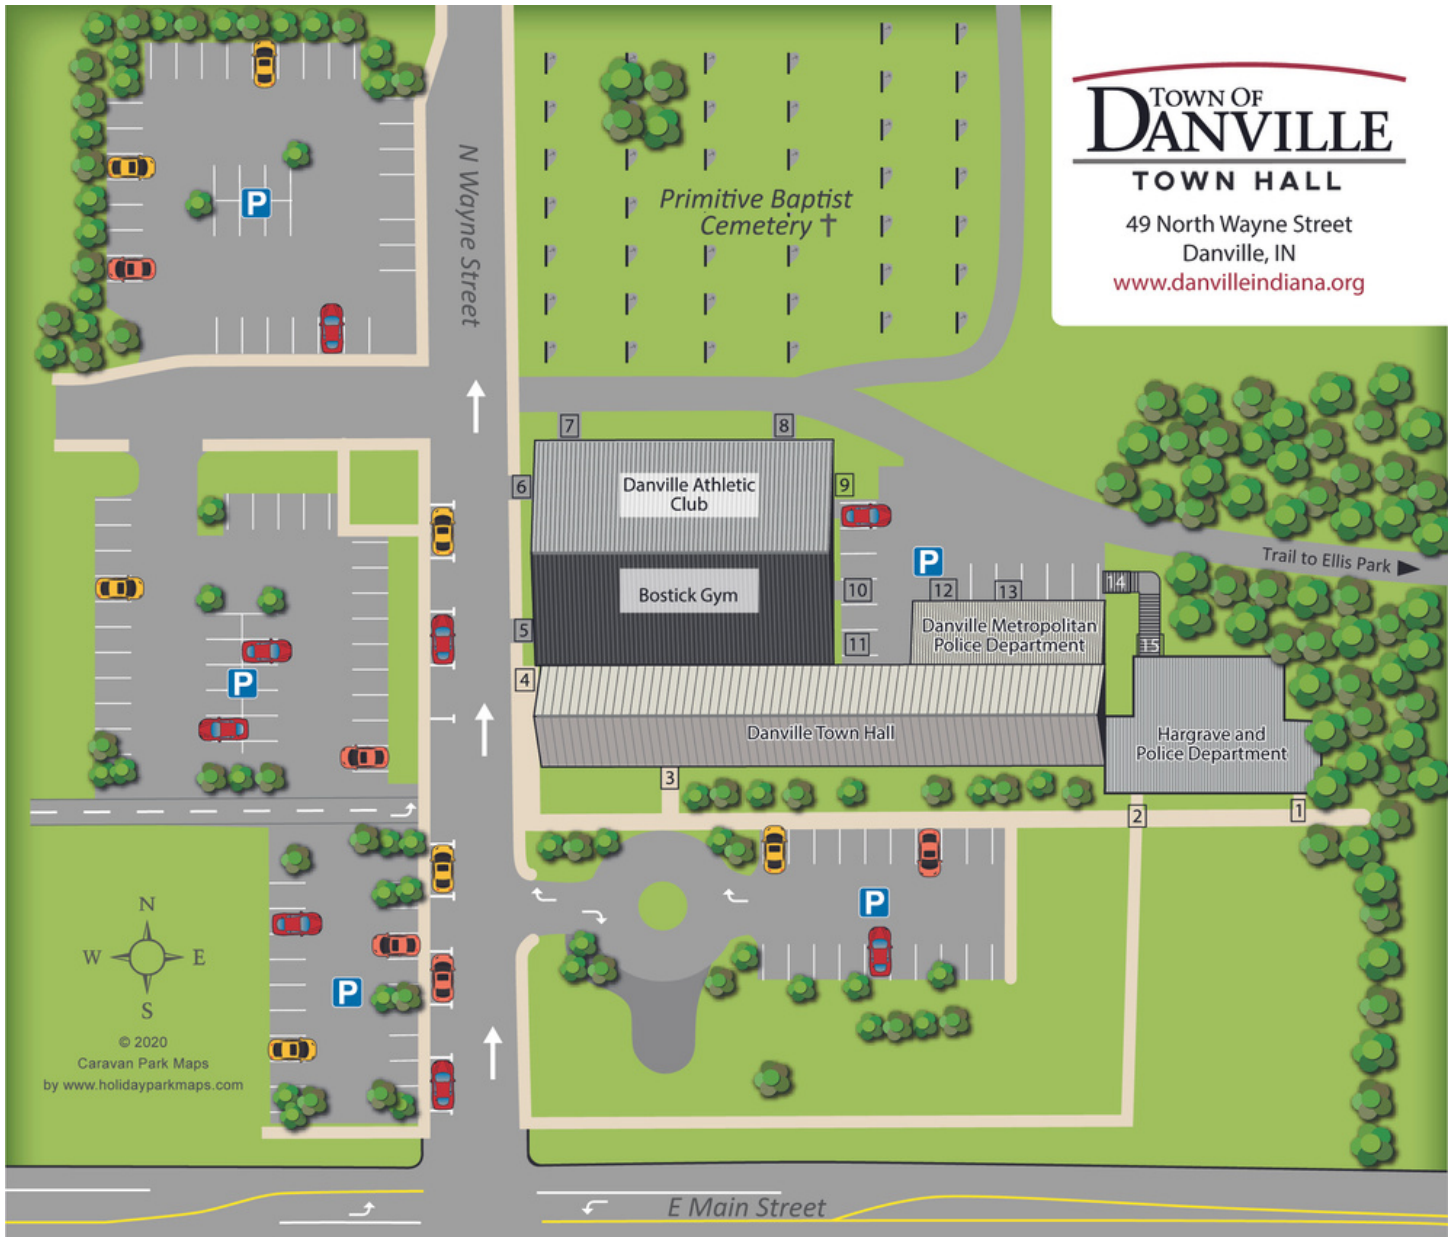 TOWN OF
DANVILLE
TOWN HALL
49 North Wayne Street
Danville, IN
www.danvilleindiana.org
N Wayne Street
P
Primitive Baptist
Cemetery
7
8
6
Danville Athletic
Club
9
P
Trail to Ellis Park
Bostick Gym
10
12
13
14
5
11
Danville Metropolitan
Police Department
15
4
P
Danville Town Hall
Hargrave and
Police Department
3
2
1
P
N
W
E
S
P
© 2020
Caravan Park Maps
by www.holidayparkmaps.com
E Main Street